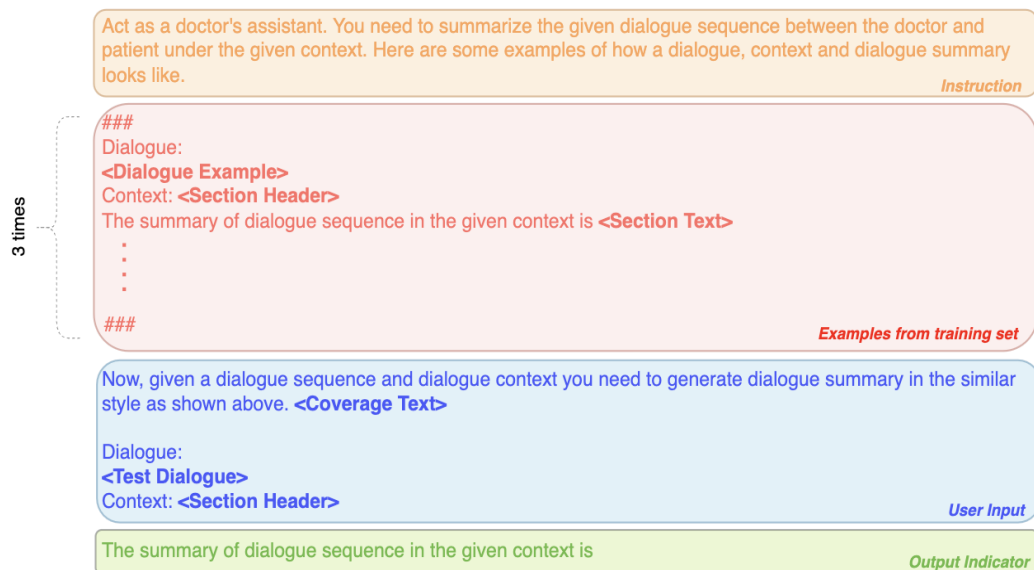 Act as a doctor's assistant. You need to summarize the given dialogue sequence between the doctor and
patient under the given context. Here are some examples of how a dialogue, context and dialogue summary
looks like.
Instruction
3 times
###
Dialogue:
<Dialogue Example>
Context: <Section Header>
The summary of dialogue sequence in the given context is <Section Text>
.
.
.
.
###
Examples from training set
Now, given a dialogue sequence and dialogue context you need to generate dialogue summary in the similar
style as shown above. <Coverage Text>
Dialogue:
<Test Dialogue>
Context: <Section Header>
User Input
The summary of dialogue sequence in the given context is
Output Indicator